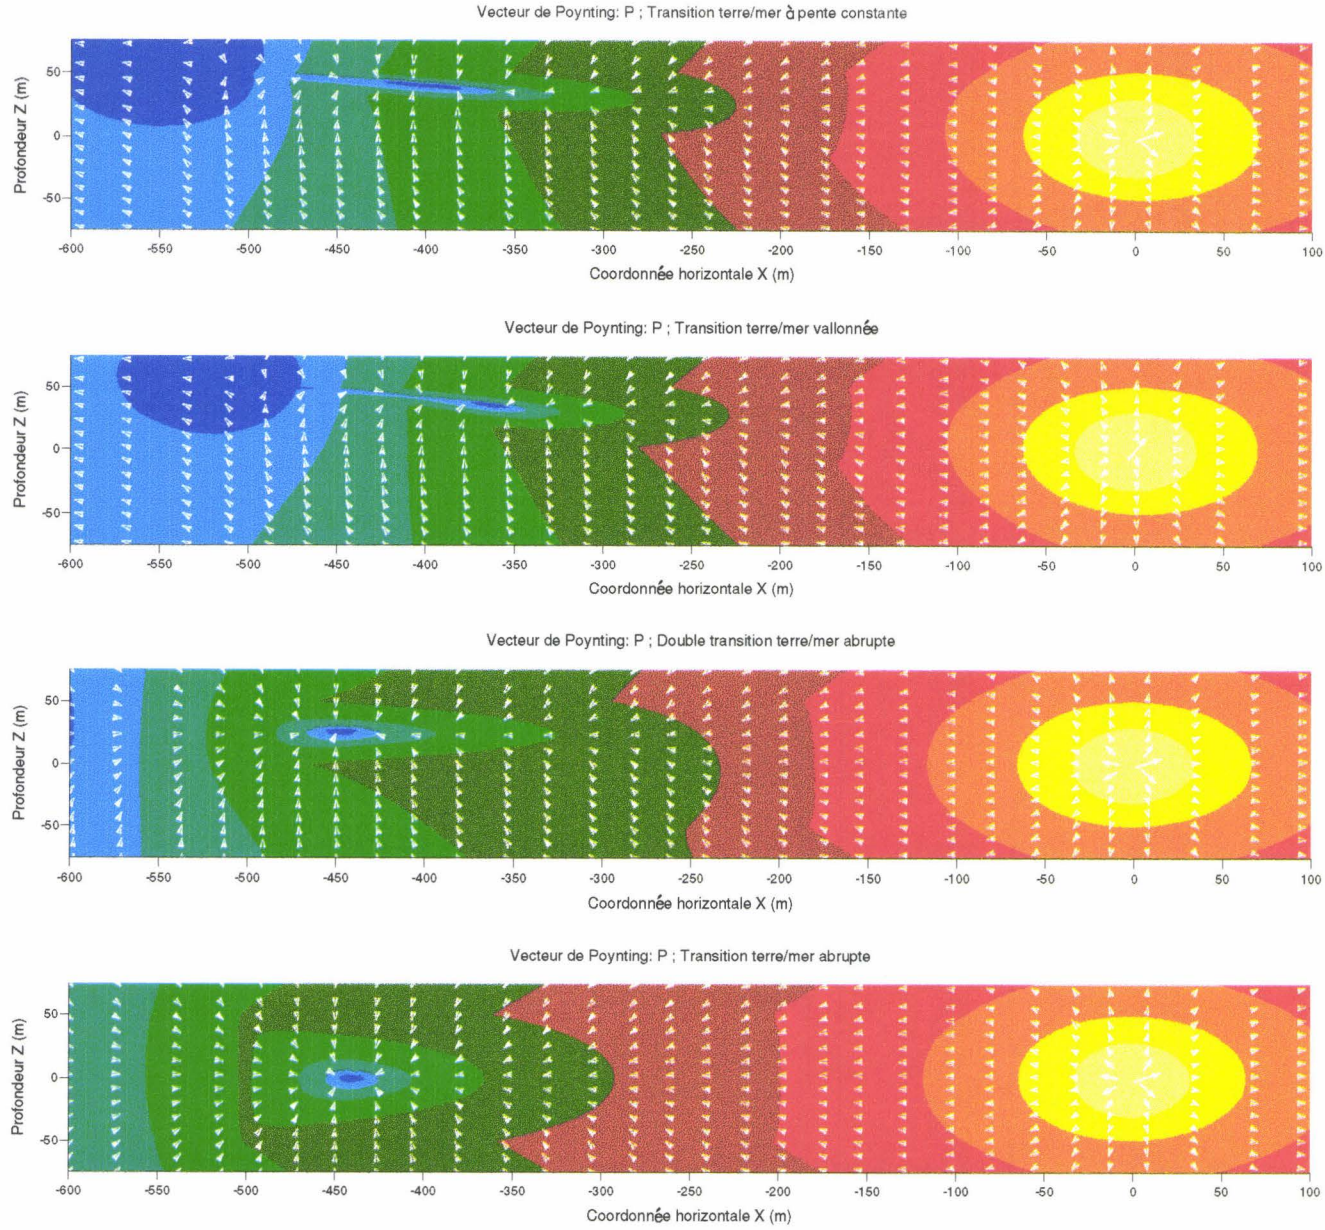 Vecteur de Poynting: P ; Transition terre/mer à pente constante
Profondeur Z (m)
50
0
-50
-600 -550 -500 -450 -400 -350 -300 -250 -200 -150 -100 -50 0 50 100
Coordonnée horizontale X (m)
Vecteur de Poynting: P ; Transition terre/mer vallonnée
Profondeur Z (m)
50
0
-50
-600 -550 -500 -450 -400 -350 -300 -250 -200 -150 -100 -50 0 50 100
Coordonnée horizontale X (m)
Vecteur de Poynting: P ; Double transition terre/mer abrupte
Profondeur Z (m)
50
0
-50
-600 -550 -500 -450 -400 -350 -300 -250 -200 -150 -100 -50 0 50 100
Coordonnée horizontale X (m)
Vecteur de Poynting: P ; Transition terre/mer abrupte
Profondeur Z (m)
50
0
-50
-600 -550 -500 -450 -400 -350 -300 -250 -200 -150 -100 -50 0 50 100
Coordonnée horizontale X (m)